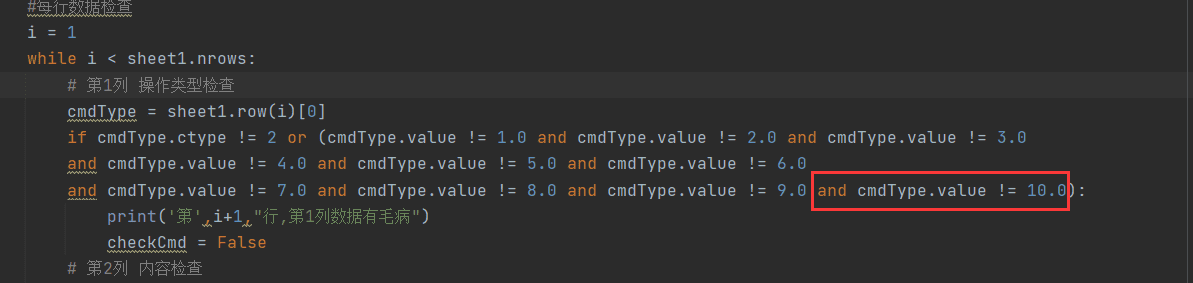 #每行数据检查
i = 1
while i < sheet1.nrows:
# 第1列 操作类型检查
cmdType = sheet1.row(i)[0]
if cmdType.ctype != 2 or (cmdType.value != 1.0 and cmdType.value != 2.0 and cmdType.value != 3.0
and cmdType.value != 4.0 and cmdType.value != 5.0 and cmdType.value != 6.0
and cmdType.value != 7.0 and cmdType.value != 8.0 and cmdType.value != 9.0 and cmdType.value != 10.0):
print('第',i+1,"行,第1列数据有毛病")
checkCmd = False
# 第2列 内容检查